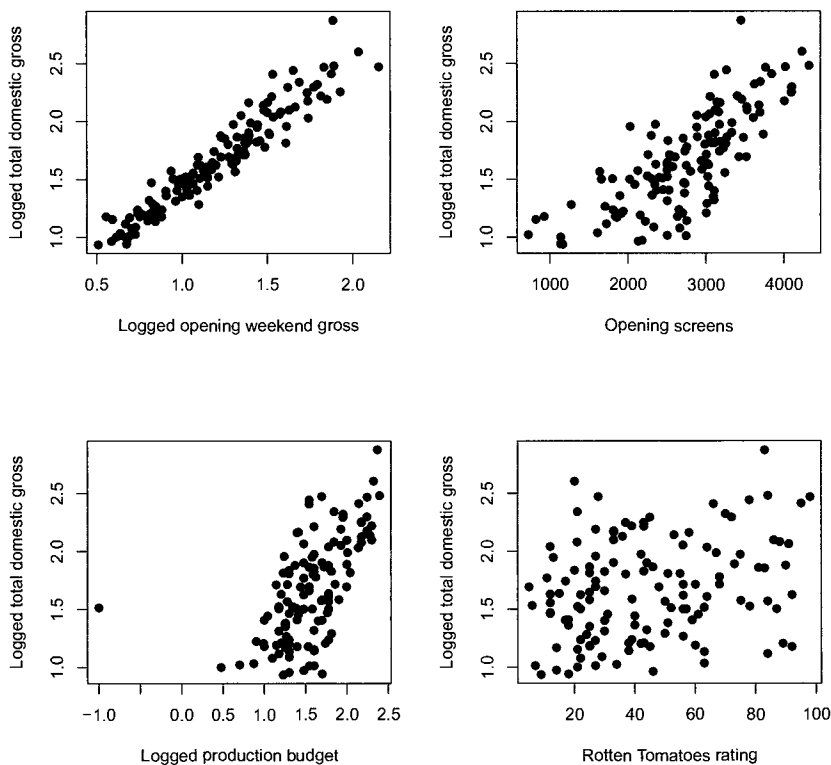 Logged total domestic gross
2.5
2.0
1.5
1.0
0.5 1.0 1.5 2.0
Logged opening weekend gross
Logged total domestic gross
2.5
2.0
1.5
1.0
1000 2000 3000 4000
Opening screens
Logged total domestic gross
2.5
2.0
1.5
1.0
−1.0 0.0 0.5 1.0 1.5 2.0 2.5
Logged production budget
Logged total domestic gross
2.5
2.0
1.5
1.0
20 40 60 80 100
Rotten Tomatoes rating